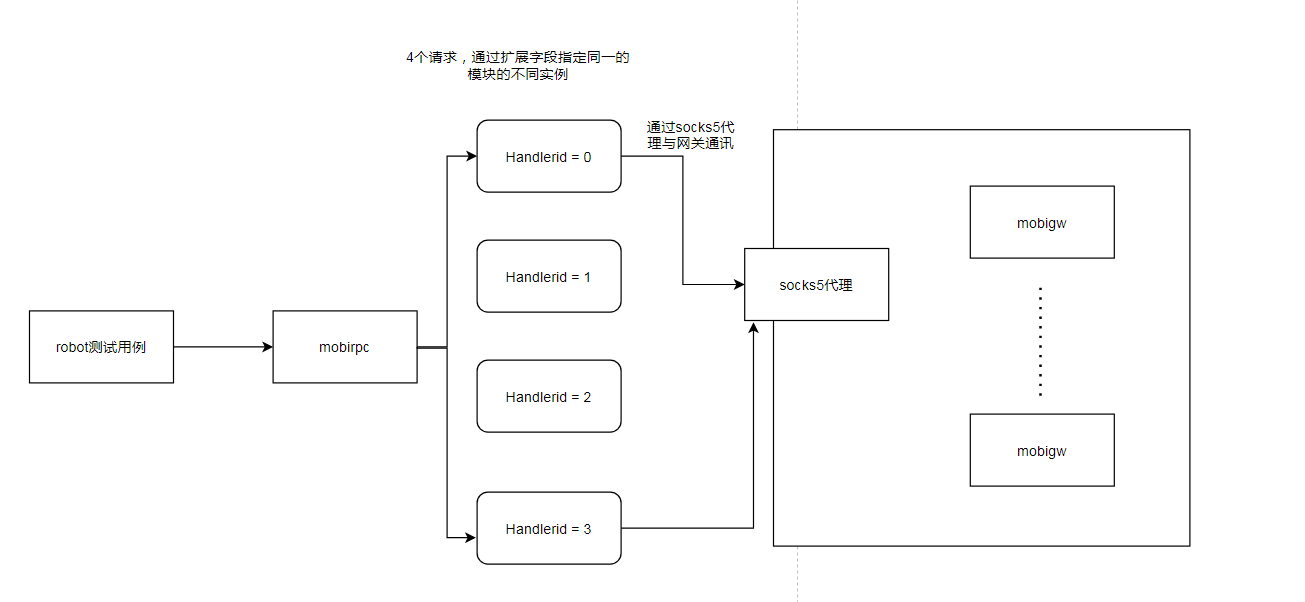 4个请求，通过扩展字段指定同一的
模块的不同实例
通过socks5代
理与网关通讯
Handlerid = 0
mobigw
Handlerid = 1
socks5代理
robot测试用例
mobirpc
Handlerid = 2
mobigw
Handlerid = 3